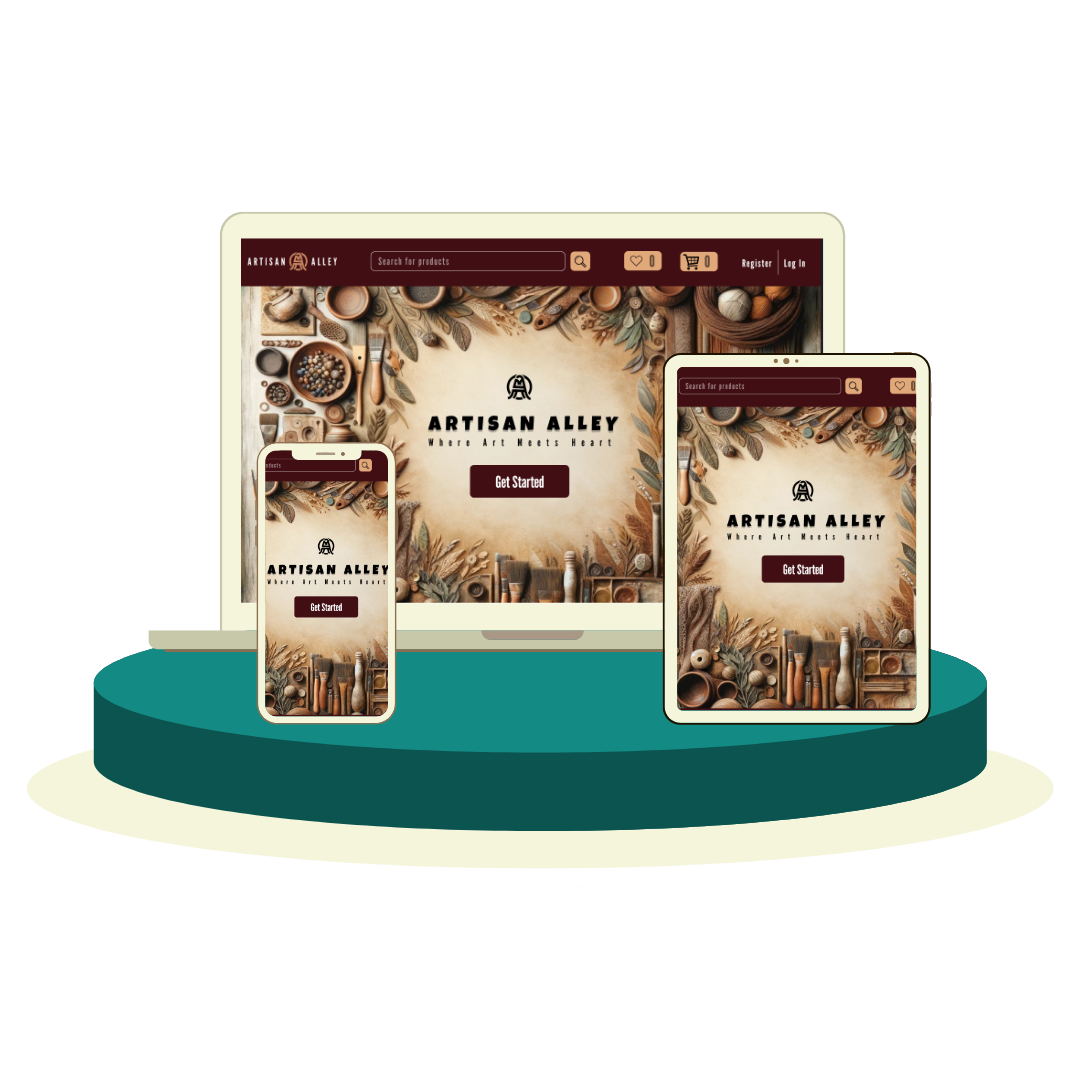 ARTISAN ALLEY
Search for products
0
0
Register
Log In
ARTISAN ALLEY
Where Art Meets Heart
Get Started
Search for products
0
ARTISAN ALLEY
Where Art Meets Heart
Get Started
oducts
ARTISAN ALLEY
Where Art Meets Heart
Get Started